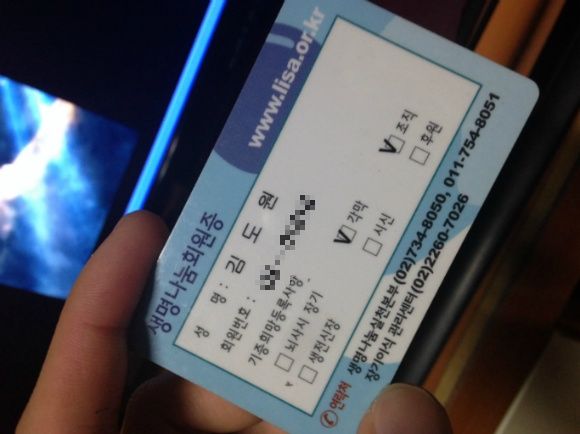 생명나눔회원증
www.lisa.or.kr
성 명 : 김 도 원
회원번호 :
기증희망등록사항.
□ 뇌사시 장기 ☑ 각막 ☑ 조직
□ 생전신장 □ 시신 □ 후원
연락처 생명나눔실천본부 (02)734-8050, 011-754-8051
장기이식 관리센터(02)2260-7026